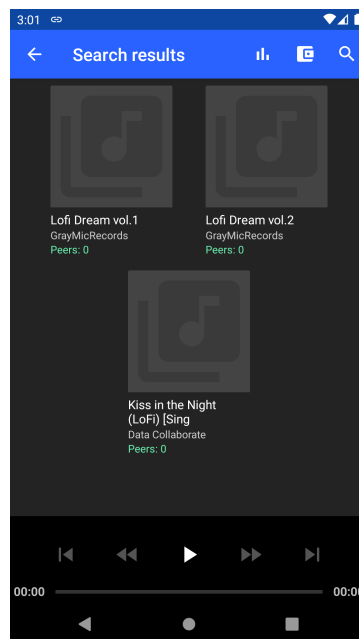 3:01
Search results
Lofi Dream vol.1
GrayMicRecords
Peers: 0
Lofi Dream vol.2
GrayMicRecords
Peers: 0
Kiss in the Night
(LoFi) [Sing
Data Collaborate
Peers: 0
00:00
00:00